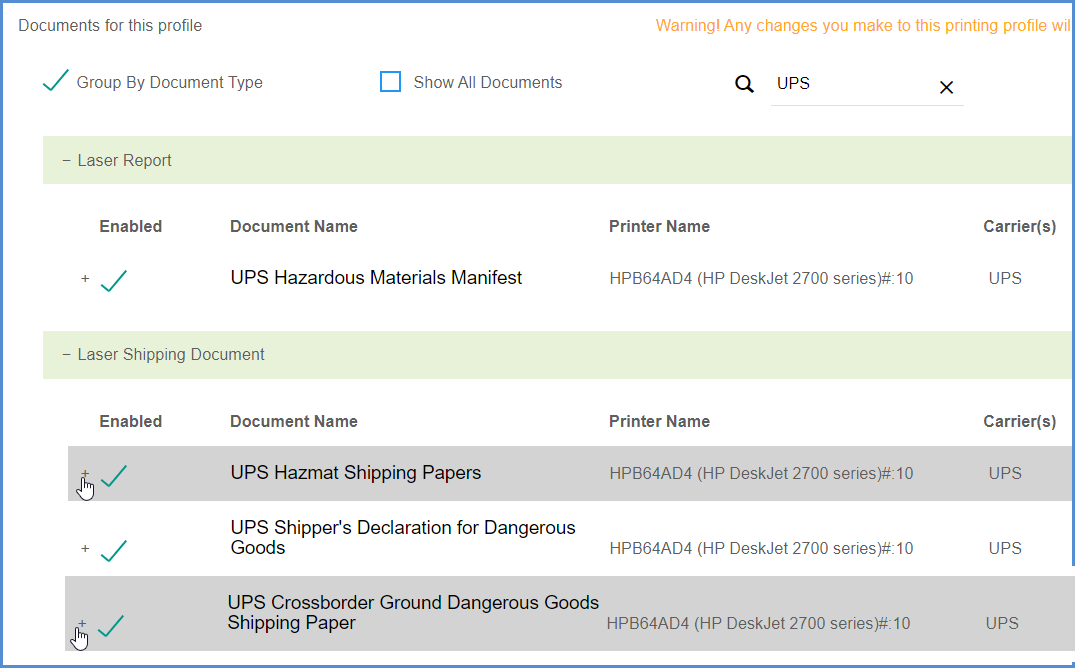 Documents for this profile Warning! Any changes you make to this printing profile wil
Group By Document Type Show All Documents UPS
− Laser Report
Enabled Document Name Printer Name Carrier(s)
+ UPS Hazardous Materials Manifest HPB64AD4 (HP DeskJet 2700 series)#:10 UPS
− Laser Shipping Document
Enabled Document Name Printer Name Carrier(s)
+ UPS Hazmat Shipping Papers HPB64AD4 (HP DeskJet 2700 series)#:10 UPS
UPS Shipper's Declaration for Dangerous
Goods
+ HPB64AD4 (HP DeskJet 2700 series)#:10 UPS
UPS Crossborder Ground Dangerous Goods
Shipping Paper
+ HPB64AD4 (HP DeskJet 2700 series)#:10 UPS